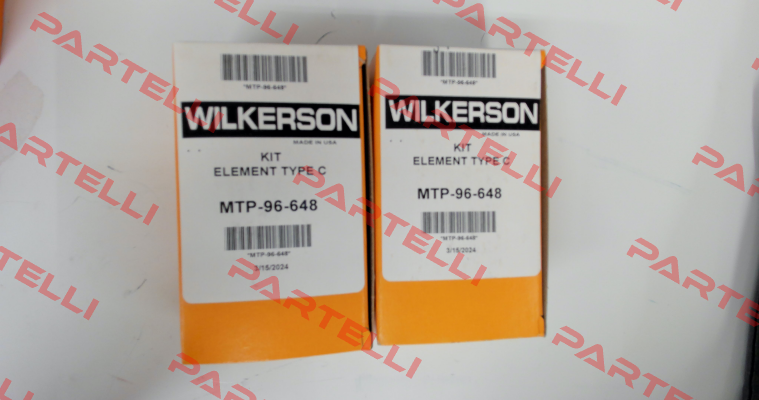 "MTP-96-648"
WILKERSON
MADE IN USA
KIT
ELEMENT TYPE C
MTP-96-648
"MTP-96-648"
3/15/2024
"MTP-96-648"
WILKERSON
MADE IN USA
KIT
ELEMENT TYPE C
MTP-96-648
"MTP-96-648"
3/15/2024
PARTELLI
PARTELLI
PARTELLI
PARTELLI
PARTELLI
PARTELLI
PARTELLI
PARTELLI
PARTELLI